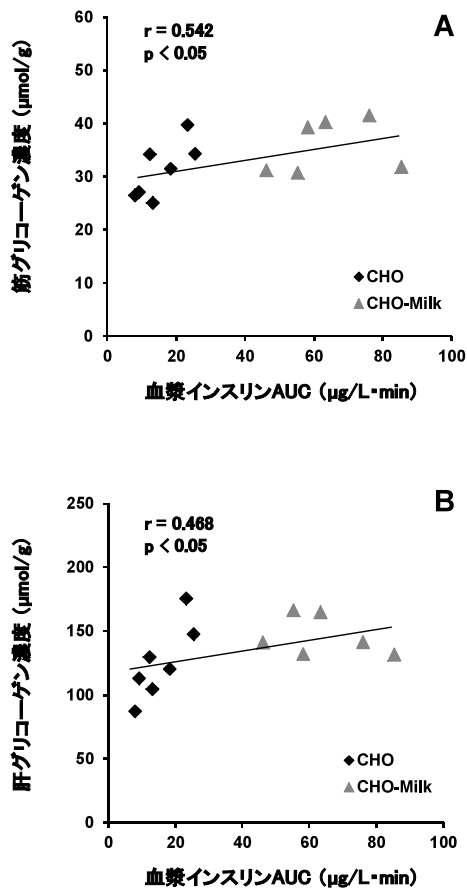 A
r = 0.542
p < 0.05
60
50
40
30
20
10
0
筋グリコーゲン濃度 (μmol/g)
CHO
CHO-Milk
0 20 40 60 80 100
血漿インスリンAUC (μg/L·min)
B
r = 0.468
p < 0.05
250
200
150
100
50
0
肝グリコーゲン濃度 (μmol/g)
CHO
CHO-Milk
0 20 40 60 80 100
血漿インスリンAUC (μg/L·min)